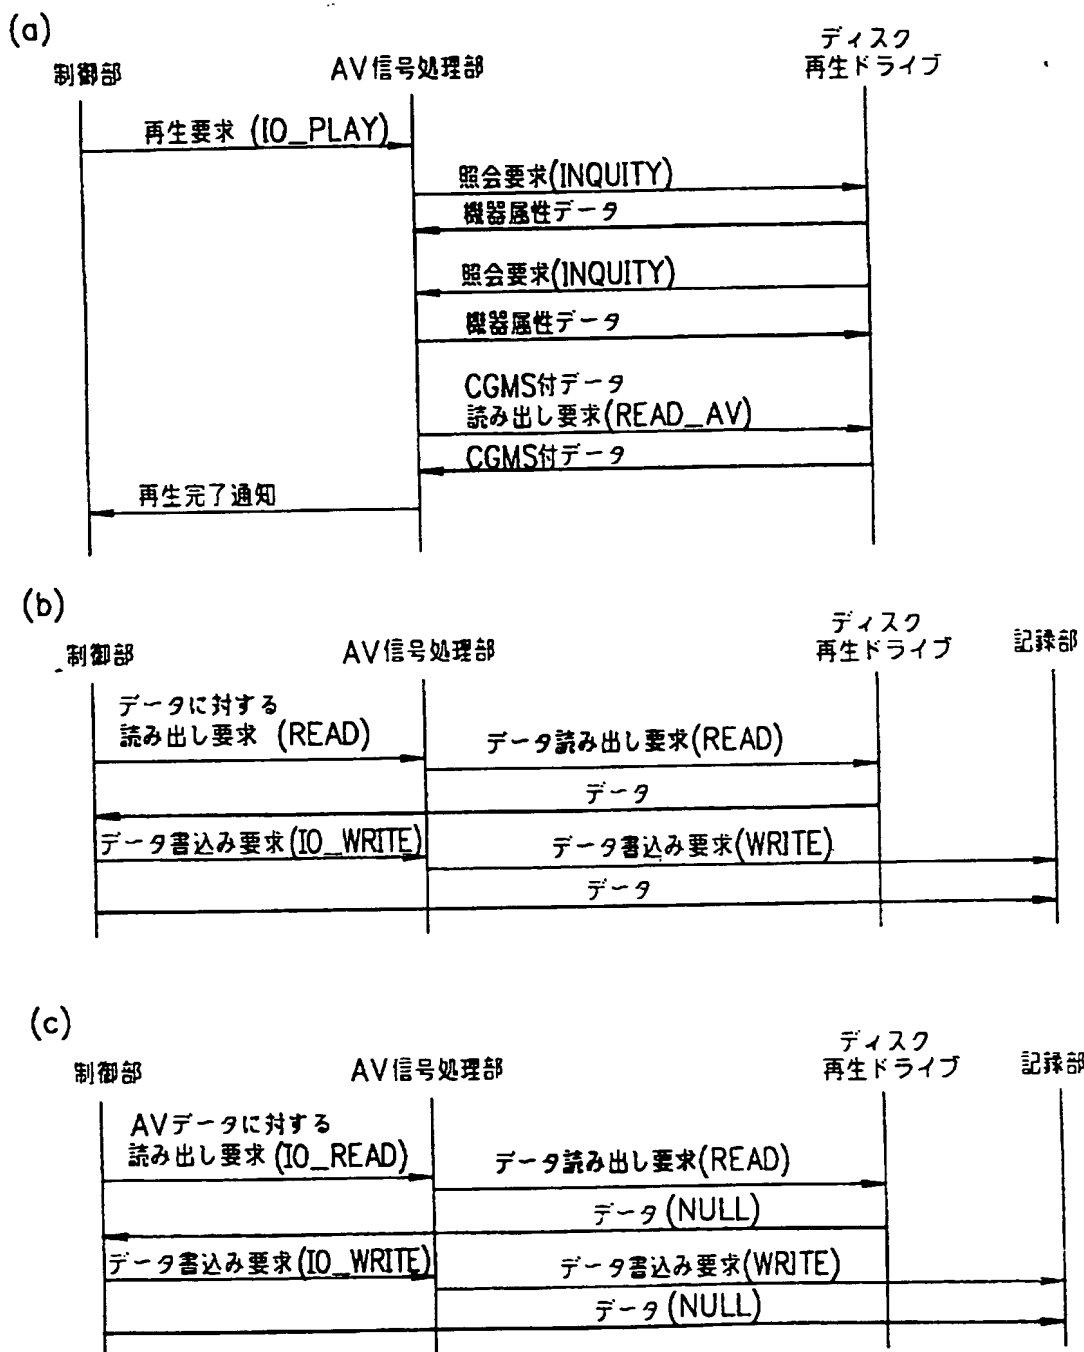 (a)
制御部
AV信号処理部
ディスク
再生ドライブ
再生要求 (IO_PLAY)
照会要求(INQUITY)
機器属性データ
照会要求(INQUITY)
機器属性データ
CGMS付データ
読み出し要求(READ_AV)
CGMS付データ
再生完了通知
(b)
制御部
AV信号処理部
ディスク
再生ドライブ
記録部
データに対する
読み出し要求 (READ)
データ読み出し要求(READ)
データ
データ書込み要求(IO_WRITE)
データ書込み要求(WRITE)
データ
(c)
制御部
AV信号処理部
ディスク
再生ドライブ
記録部
AVデータに対する
読み出し要求(IO_READ)
データ読み出し要求(READ)
データ(NULL)
データ書込み要求(IO_WRITE)
データ書込み要求(WRITE)
データ(NULL)